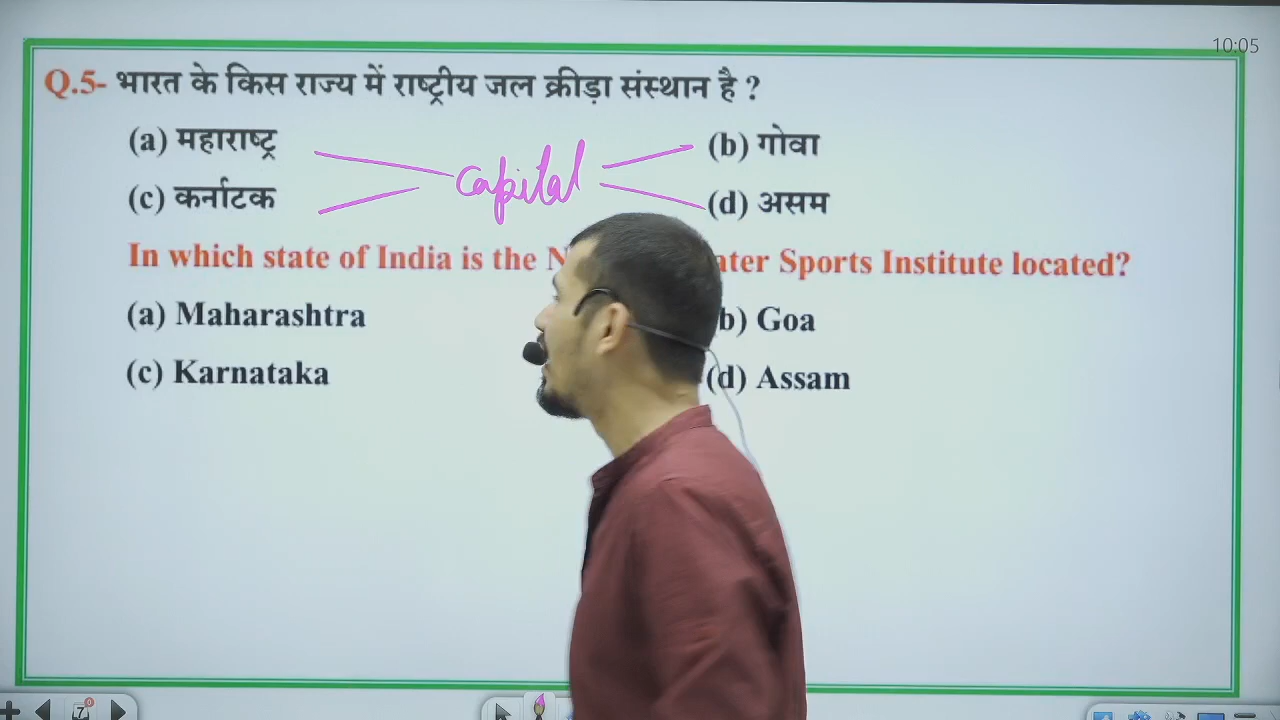 10:05
Q.5- भारत के किस राज्य में राष्ट्रीय जल क्रीड़ा संस्थान है ?
(a) महाराष्ट्र (b) गोवा
capital
(c) कर्नाटक (d) असम
In which state of India is the ater Sports Institute located?
(a) Maharashtra b) Goa
(c) Karnataka (d) Assam
7